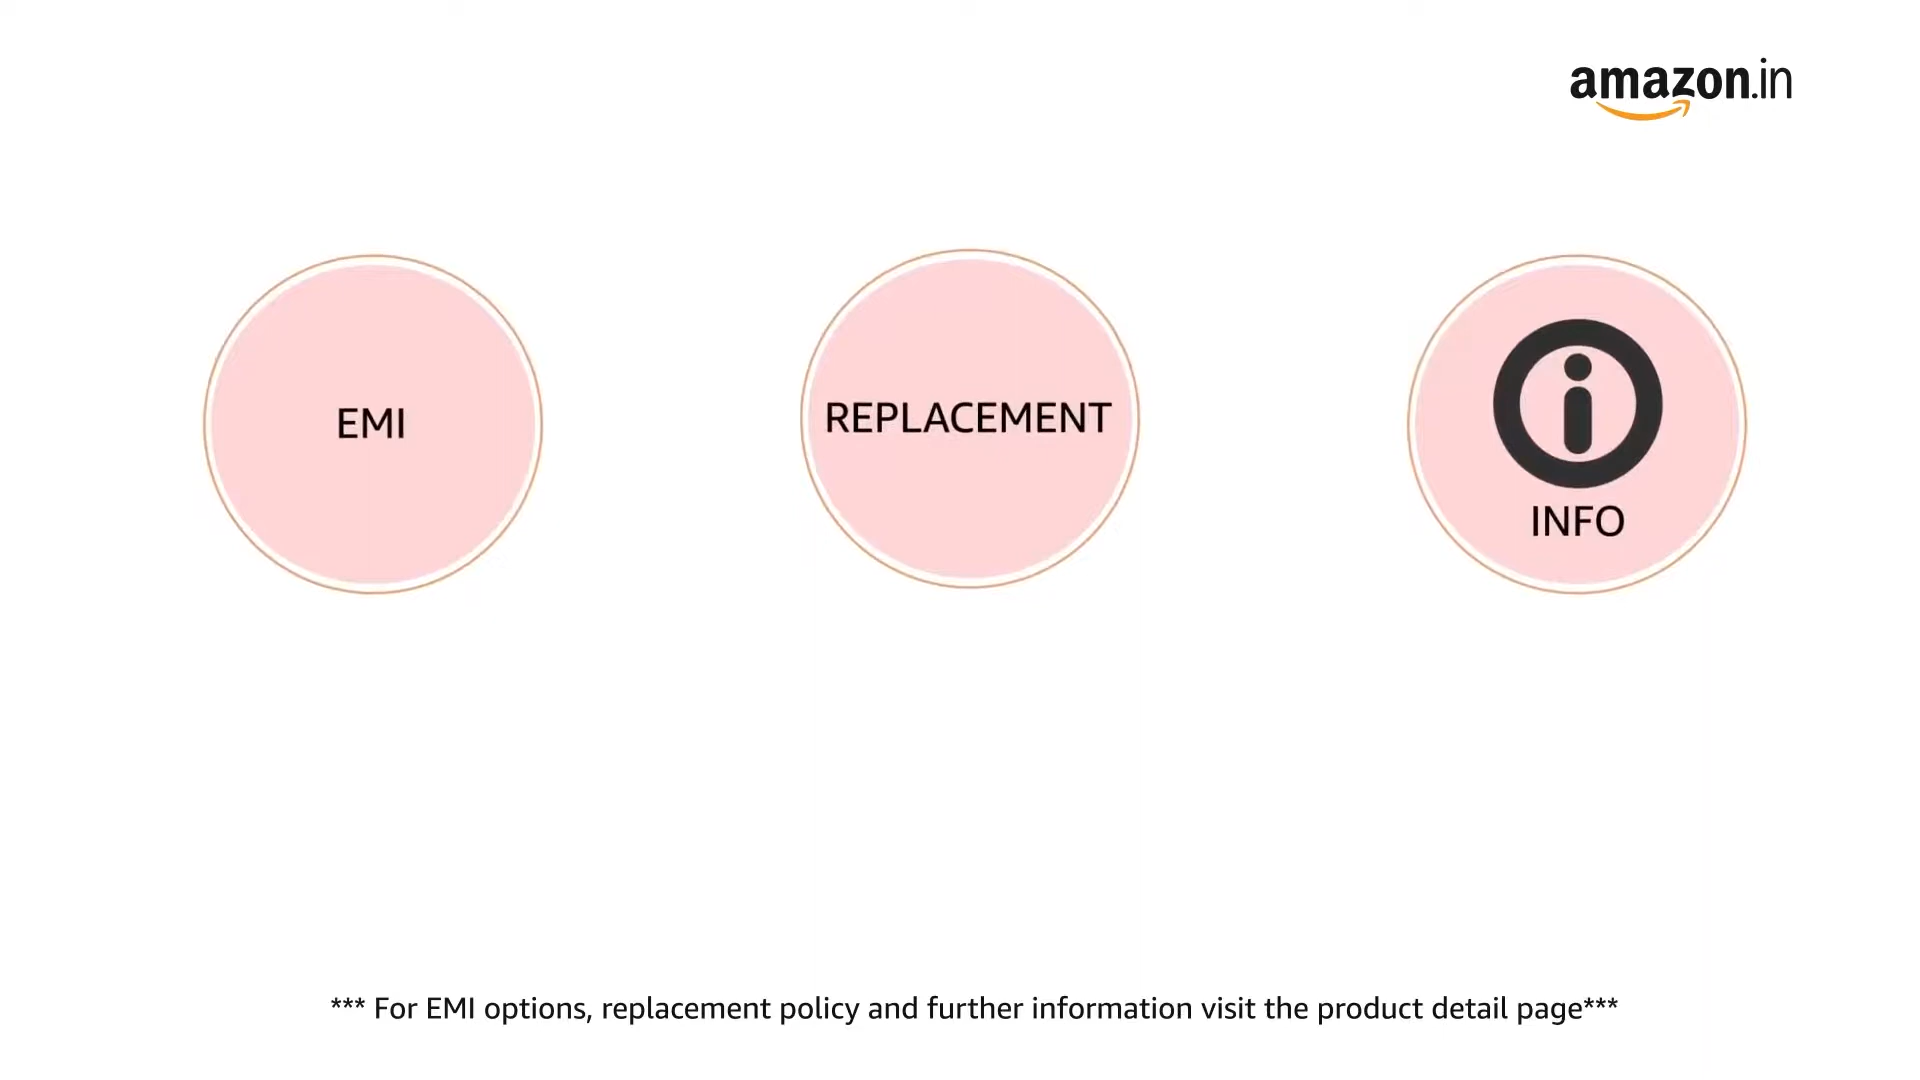 amazon.in
EMI
REPLACEMENT
INFO
*** For EMI options, replacement policy and further information visit the product detail page***